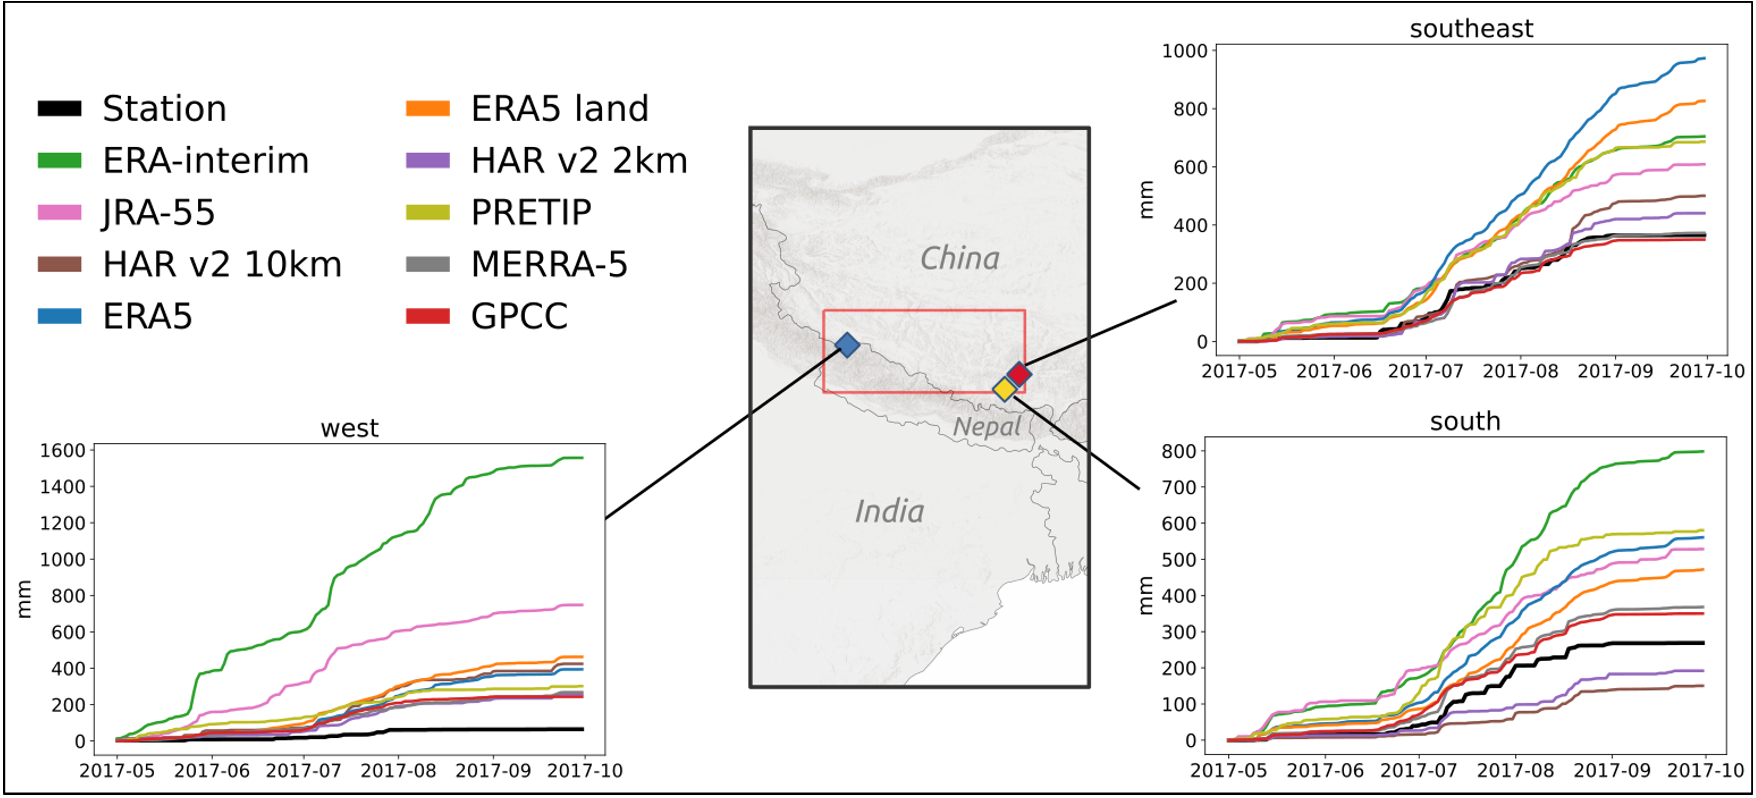 Station
ERA-interim
JRA-55
HAR v2 10km
ERA5
ERA5 land
HAR v2 2km
PRETIP
MERRA-5
GPCC
southeast
1000
800
600
400
200
0
mm
2017-05 2017-06 2017-07 2017-08 2017-09 2017-10
China
Nepal
India
west
1600
1400
1200
1000
800
600
400
200
0
mm
2017-05 2017-06 2017-07 2017-08 2017-09 2017-10
south
800
700
600
500
400
300
200
100
0
mm
2017-05 2017-06 2017-07 2017-08 2017-09 2017-10